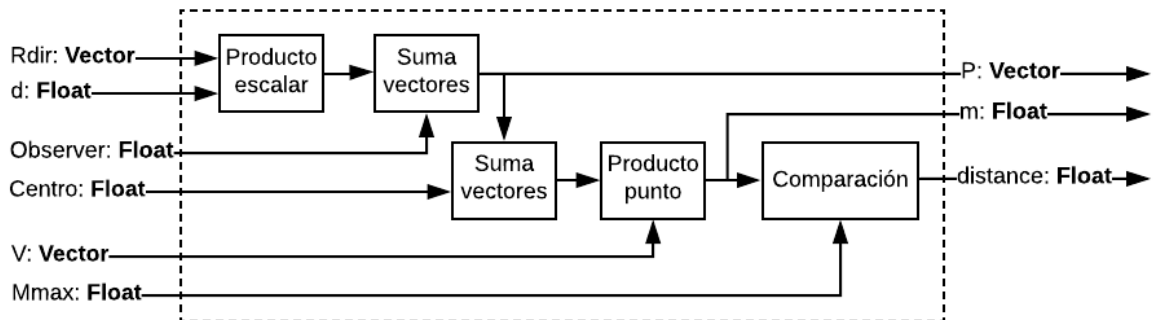 Rdir: Vector
d: Float
Observer: Float
Centro: Float
V: Vector
Mmax: Float
Producto
escalar
Suma
vectores
Suma
vectores
Producto
punto
Comparación
P: Vector
m: Float
distance: Float